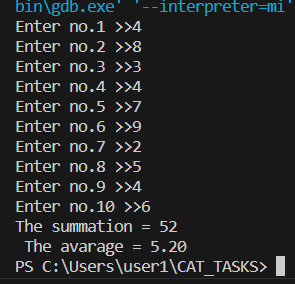 bin\gdb.exe' '--interpreter=mi'
Enter no.1 >>4
Enter no.2 >>8
Enter no.3 >>3
Enter no.4 >>4
Enter no.5 >>7
Enter no.6 >>9
Enter no.7 >>2
Enter no.8 >>5
Enter no.9 >>4
Enter no.10 >>6
The summation = 52
 The avarage = 5.20
PS C:\Users\user1\CAT_TASKS>